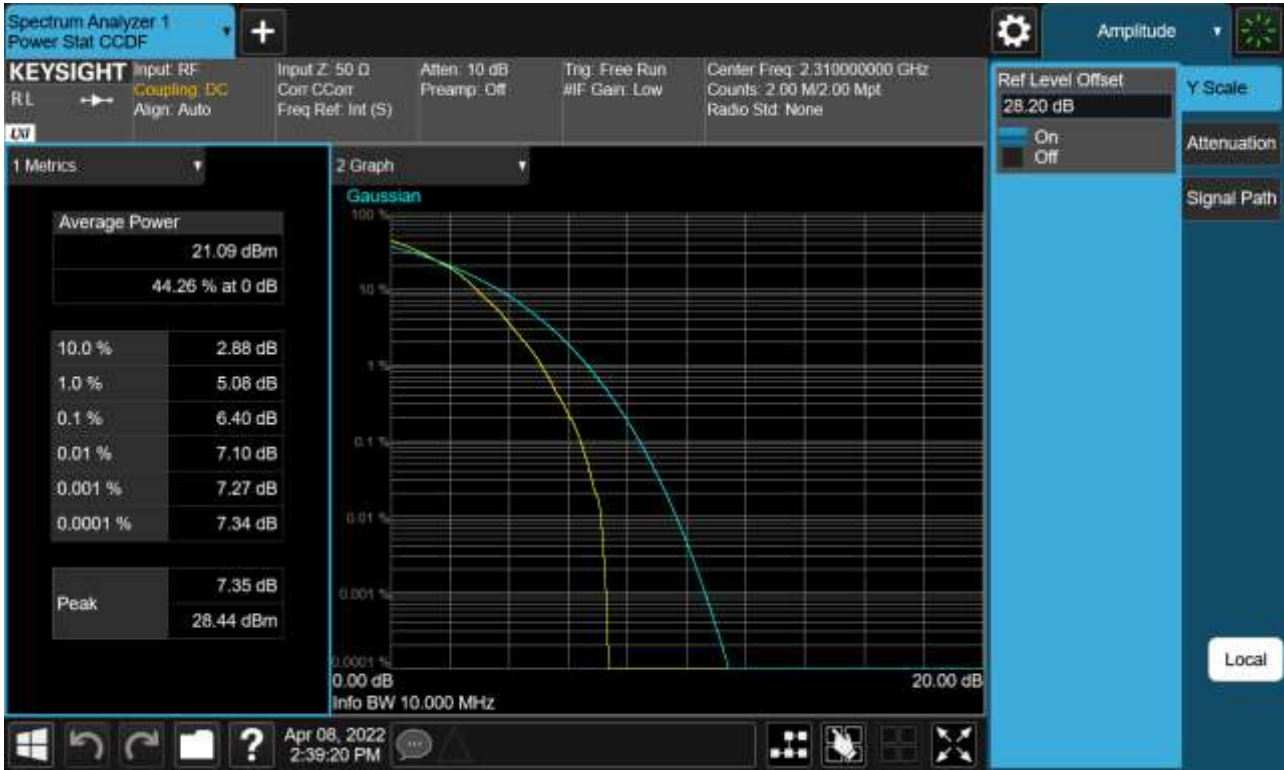 Spectrum Analyzer 1
Power Stat CCDF
Amplitude
KEYSIGHT
RL
LXI
Input: RF
Coupling: DC
Align: Auto
Input Z: 50 Ω
Corr CCorr
Freq Ref: Int (S)
Atten: 10 dB
Preamp: Off
Trig: Free Run
#IF Gain: Low
Center Freq: 2.310000000 GHz
Counts: 2.00 M/2.00 Mpt
Radio Std: None
Ref Level Offset
28.20 dB
On
Off
Y Scale
Attenuation
Signal Path
1 Metrics
Average Power
21.09 dBm
44.26 % at 0 dB
10.0 % 2.88 dB
1.0 % 5.08 dB
0.1 % 6.40 dB
0.01 % 7.10 dB
0.001 % 7.27 dB
0.0001 % 7.34 dB
Peak 7.35 dB
28.44 dBm
2 Graph
Gaussian
100 %
10 %
1 %
0.1 %
0.01 %
0.001 %
0.0001 %
0.00 dB 20.00 dB
Info BW 10.000 MHz
Local
?
Apr 08, 2022
2:39:20 PM